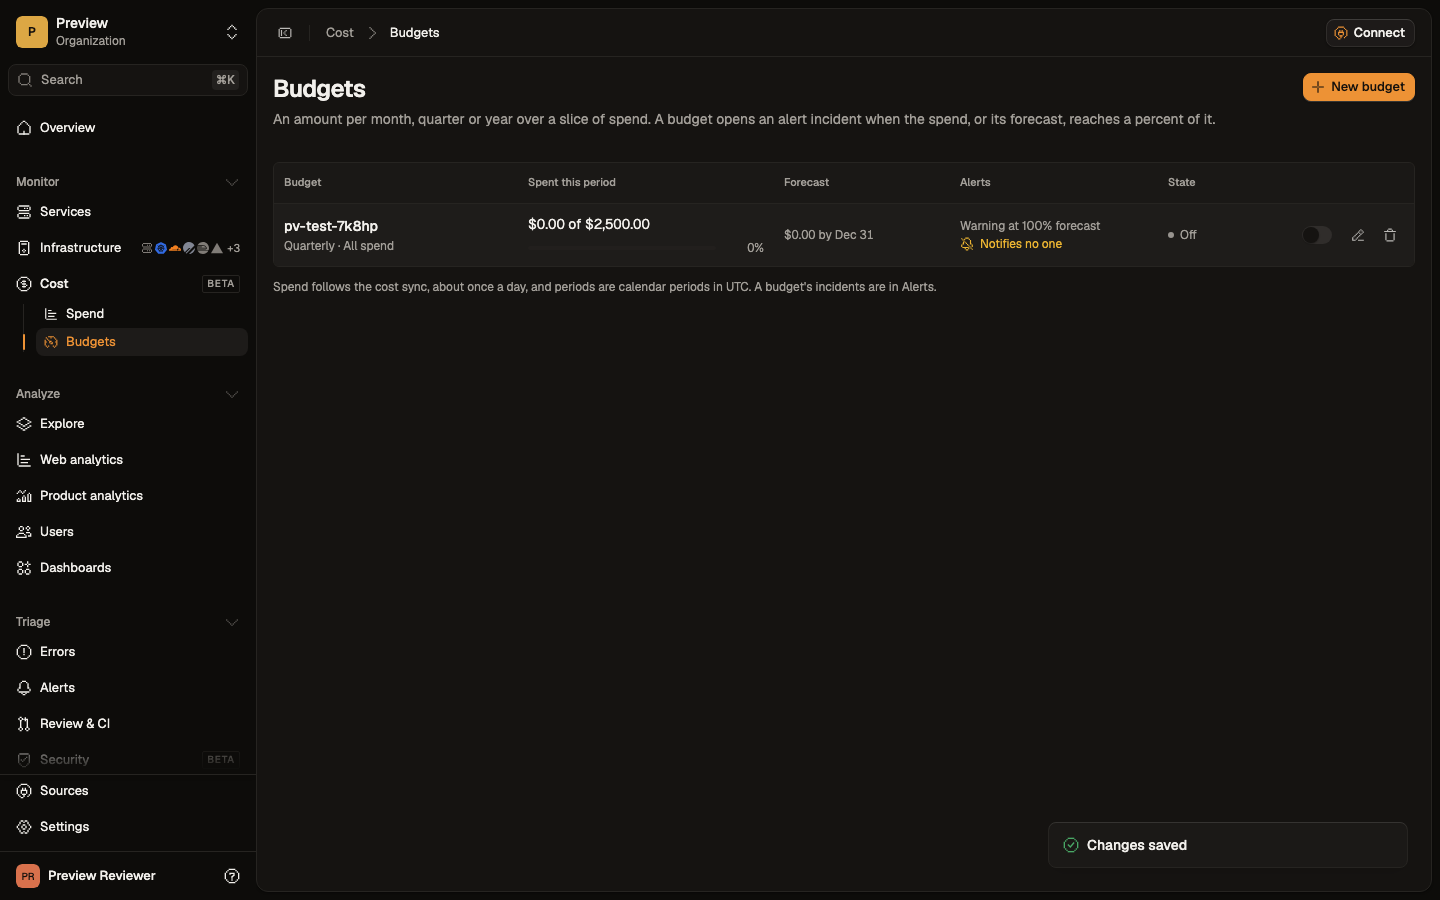 P
Preview
Organization
Search
⌘K
Overview
Monitor
Services
Infrastructure
+3
Cost
BETA
Spend
Budgets
Analyze
Explore
Web analytics
Product analytics
Users
Dashboards
Triage
Errors
Alerts
Review & CI
Security
BETA
Sources
Settings
PR
Preview Reviewer
Cost
Budgets
Connect
Budgets
New budget
An amount per month, quarter or year over a slice of spend. A budget opens an alert incident when the spend, or its forecast, reaches a percent of it.
Budget
Spent this period
Forecast
Alerts
State
pv-test-7k8hp
Quarterly · All spend
$0.00 of $2,500.00
0%
$0.00 by Dec 31
Warning at 100% forecast
Notifies no one
Off
Spend follows the cost sync, about once a day, and periods are calendar periods in UTC. A budget's incidents are in Alerts.
Changes saved